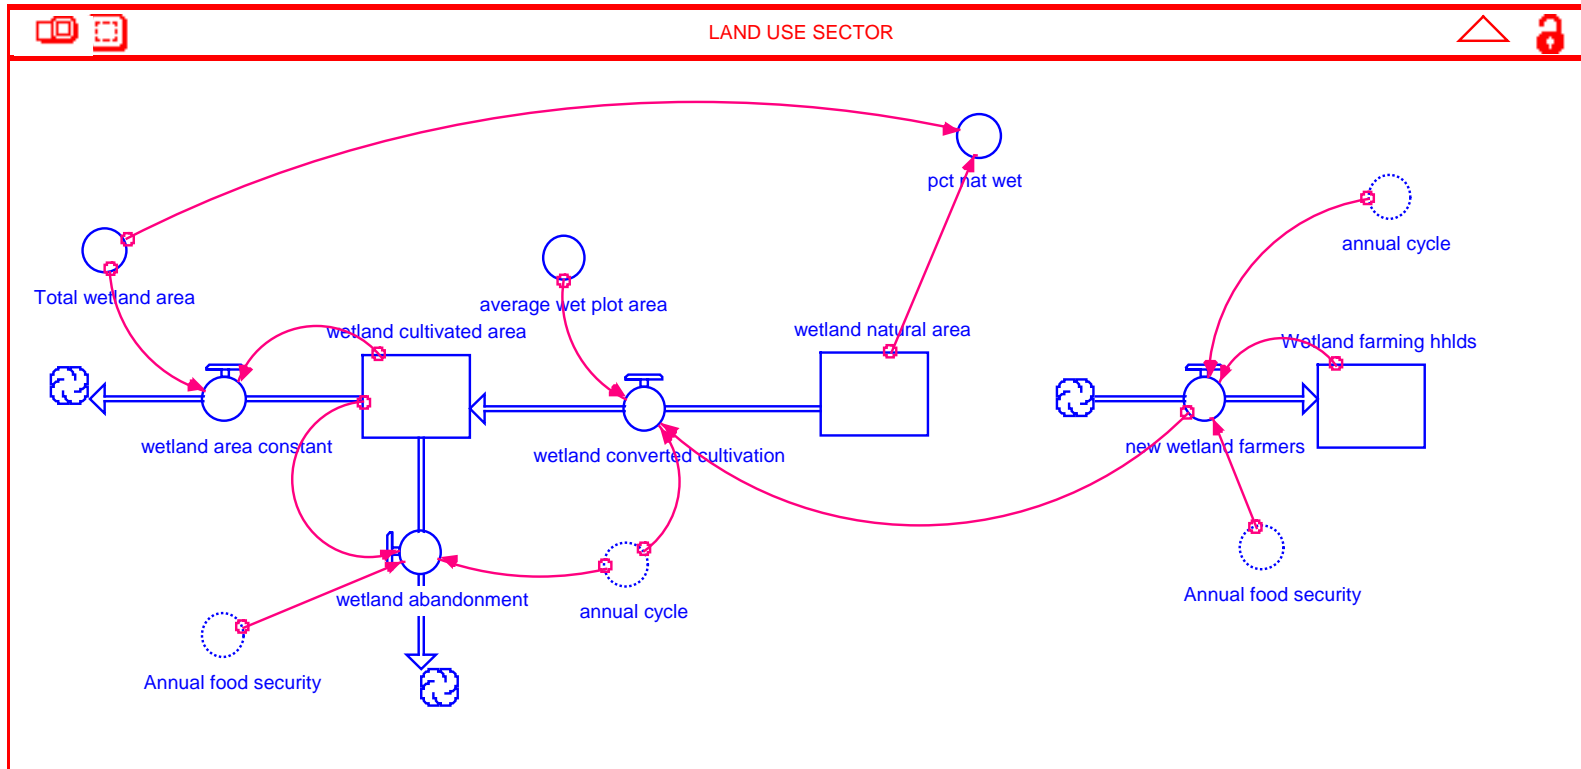 LAND USE SECTOR
pct nat wet
annual cycle
Total wetland area
average wet plot area
wetland cultivated area
wetland natural area
Wetland farming hhlds
wetland area constant
wetland converted cultivation
new wetland farmers
wetland abandonment
annual cycle
Annual food security
Annual food security